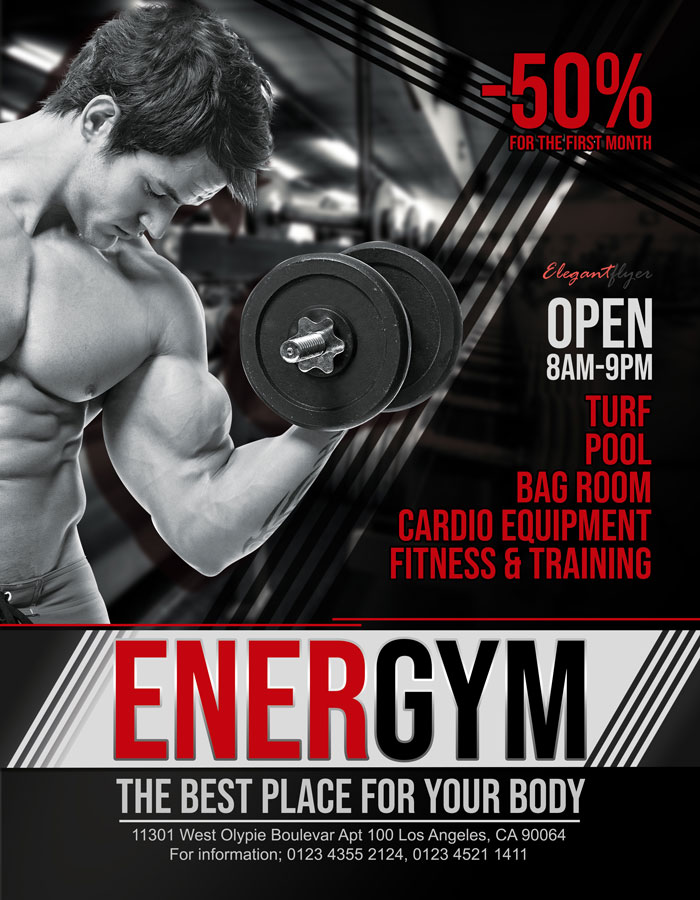 -50%
FOR THE FIRST MONTH
Elegantflyer
OPEN
8AM-9PM
TURF
POOL
BAG ROOM
CARDIO EQUIPMENT
FITNESS & TRAINING
ENERGYM
THE BEST PLACE FOR YOUR BODY
11301 West Olypie Boulevar Apt 100 Los Angeles, CA 90064
For information; 0123 4355 2124, 0123 4521 1411